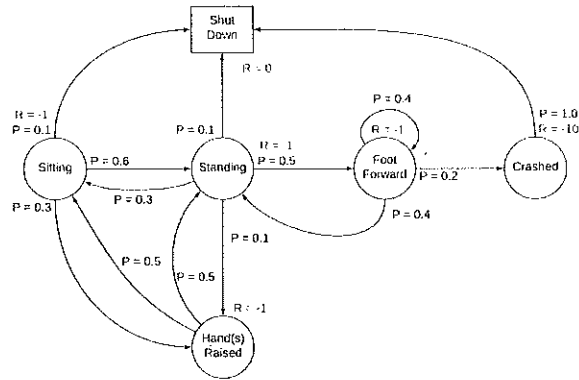 Shut
Down
R = 0
P = 0.4
R = -1
P = 0.1
P = 1.0
R = -10
P = 0.1
R = 1
P = 0.5
R = -1
Sitting
P = 0.6
Standing
Foot
Forward
P = 0.2
Crashed
P = 0.3
P = 0.3
P = 0.4
P = 0.1
P = 0.5
P = 0.5
R = -1
Hand(s)
Raised